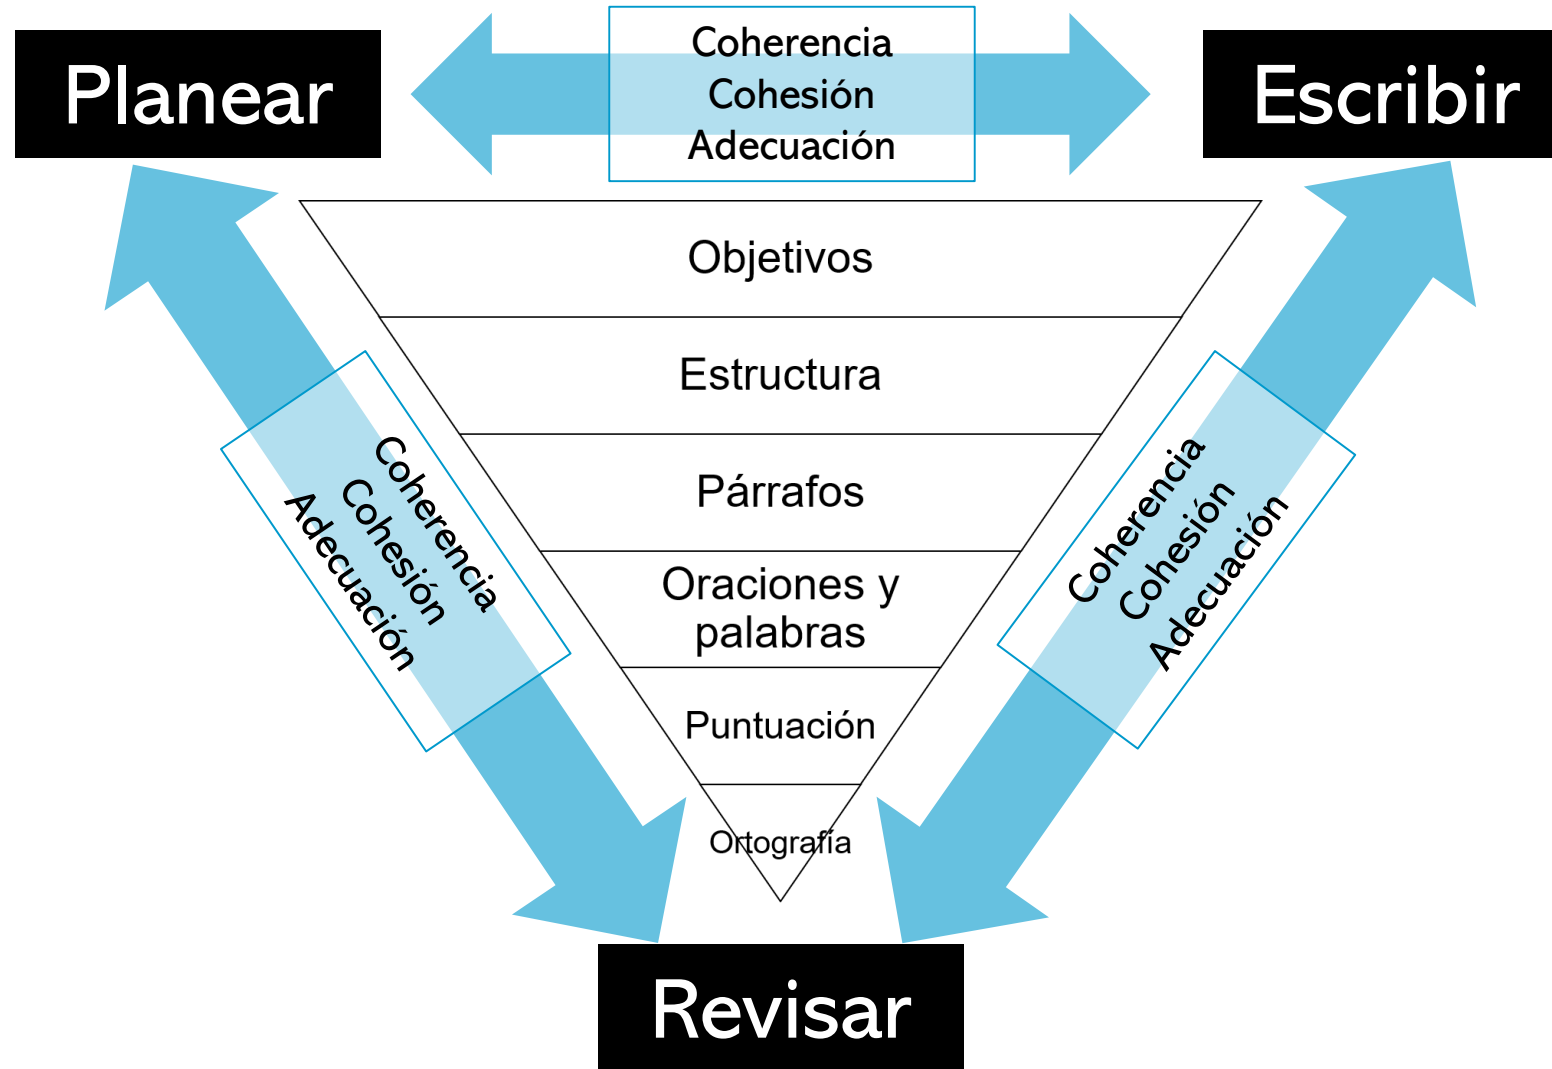 Planear
Coherencia
Cohesión
Adecuación
Escribir
Objetivos
Estructura
Párrafos
Oraciones y
palabras
Puntuación
Ortografía
Coherencia
Cohesión
Adecuación
Coherencia
Cohesión
Adecuación
Revisar